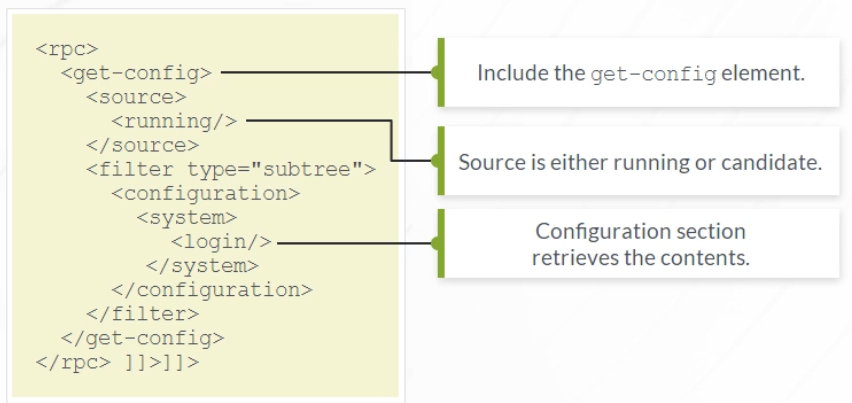 <rpc>
  <get-config>
    <source>
      <running/>
    </source>
    <filter type="subtree">
      <configuration>
        <system>
           <login/>
         </system>
      </configuration>
    </filter>
  </get-config>
</rpc> ]]>]]>
Include the get-config element.
Source is either running or candidate.
Configuration section
retrieves the contents.